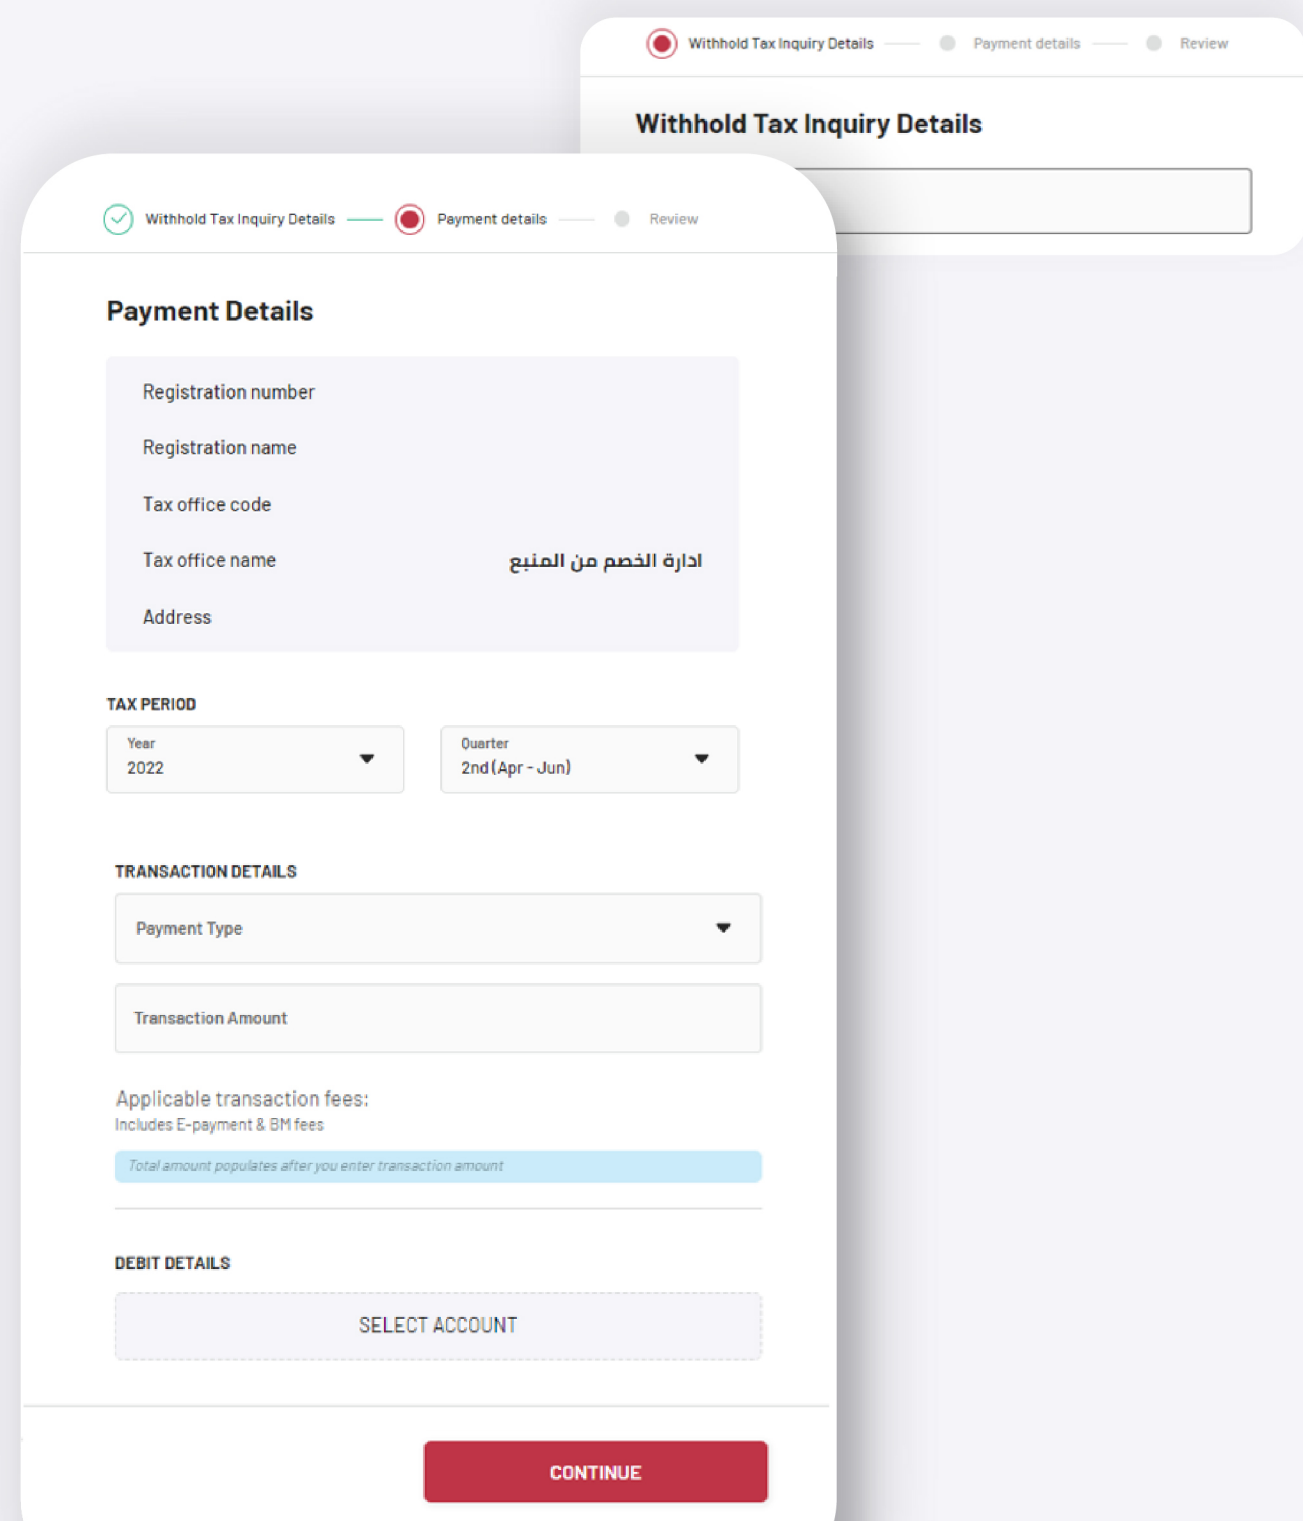 Withhold Tax Inquiry Details Payment details Review
Withhold Tax Inquiry Details
Withhold Tax Inquiry Details Payment details Review
Payment Details
Registration number
Registration name
Tax office code
Tax office name ادارة الخصم من المنبع
Address
TAX PERIOD
Year
2022
Quarter
2nd (Apr - Jun)
TRANSACTION DETAILS
Payment Type
Transaction Amount
Applicable transaction fees:
Includes E-payment & BM fees
Total amount populates after you enter transaction amount
DEBIT DETAILS
SELECT ACCOUNT
CONTINUE